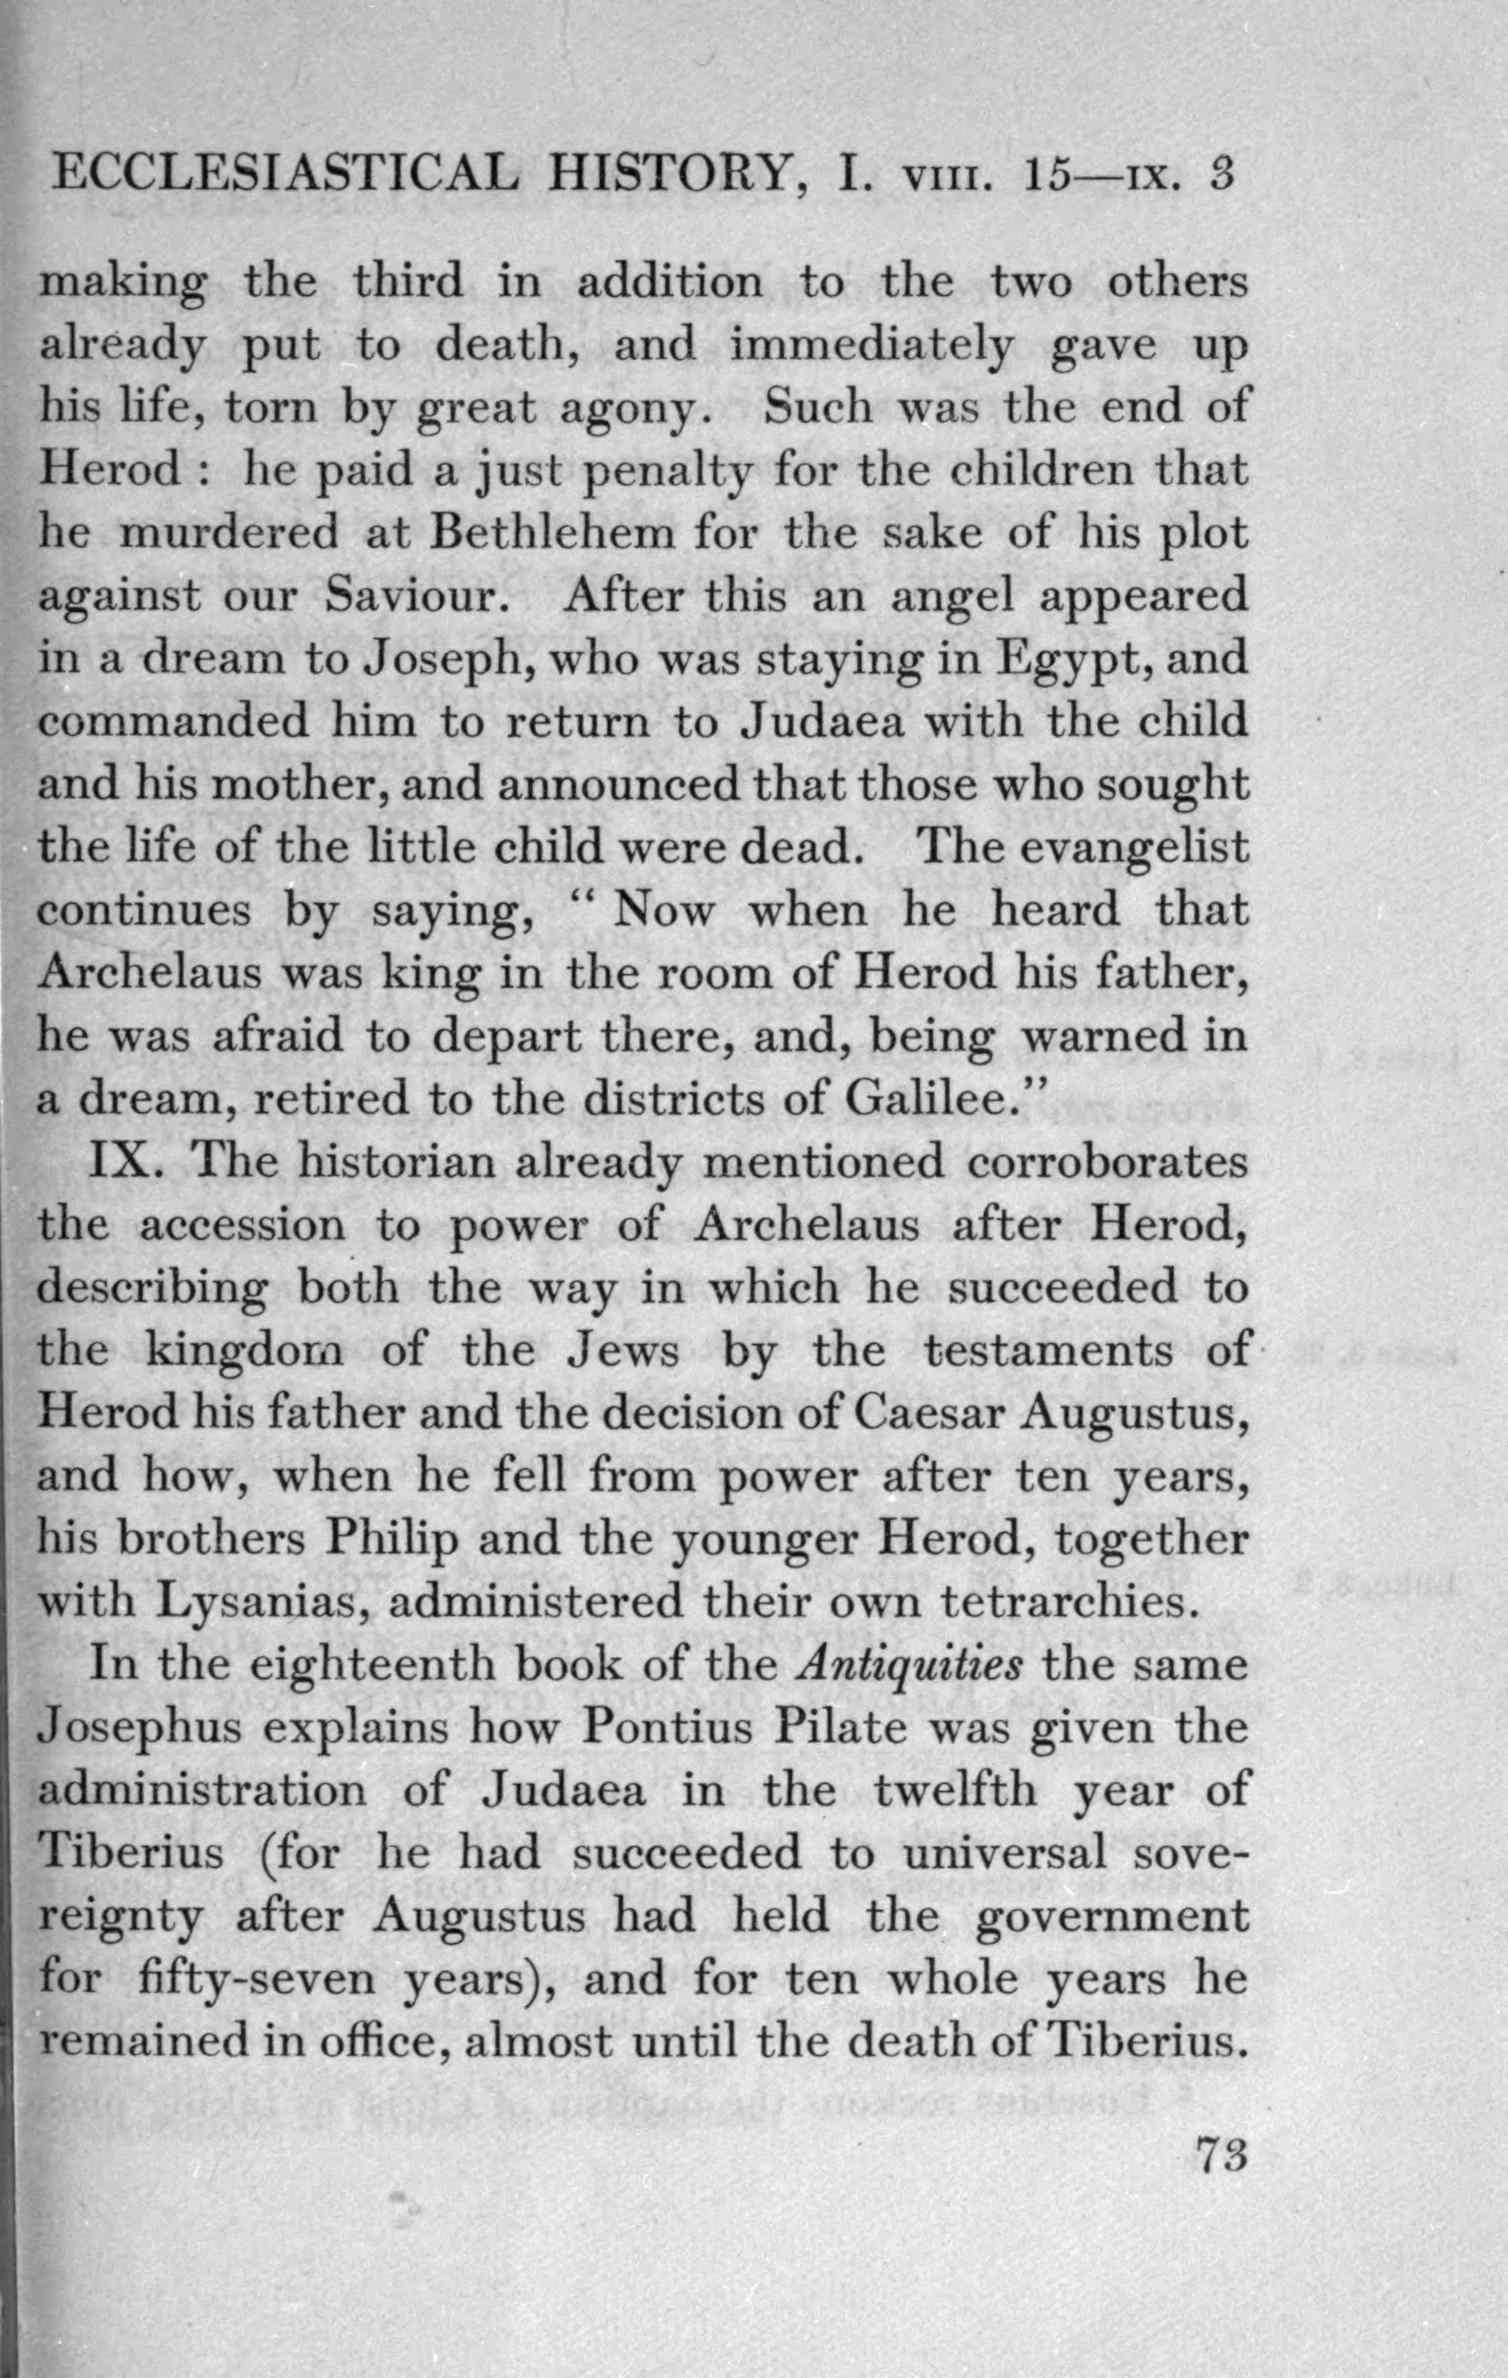 ECCLESIASTICAL HISTORY, I. VIII. 15—IX. 3
making the third in addition to the two others
already put to death, and immediately gave up
his life, torn by great agony. Such was the end of
Herod : he paid a just penalty for the children that
he murdered at Bethlehem for the sake of his plot
against our Saviour. After this an angel appeared
in a dream to Joseph, who was staying in Egypt, and
commanded him to return to Judaea with the child
and his mother, and announced that those who sought
the life of the little child were dead. The evangelist
continues by saying, “ Now when he heard that
Archelaus was king in the room of Herod his father,
he was afraid to depart there, and, being warned in
a dream, retired to the districts of Galilee.”
IX. The historian already mentioned corroborates
the accession to power of Archelaus after Herod,
describing both the way in which he succeeded to
the kingdom of the Jews by the testaments of
Herod his father and the decision of Caesar Augustus,
and how, when he fell from power after ten years,
his brothers Philip and the younger Herod, together
with Lysanias, administered their own tetrarchies.
In the eighteenth book of the Antiquities the same
Josephus explains how Pontius Pilate was given the
administration of Judaea in the twelfth year of
Tiberius (for he had succeeded to universal sove-
reignty after Augustus had held the government
for fifty-seven years), and for ten whole years he
remained in office, almost until the death of Tiberius.
73